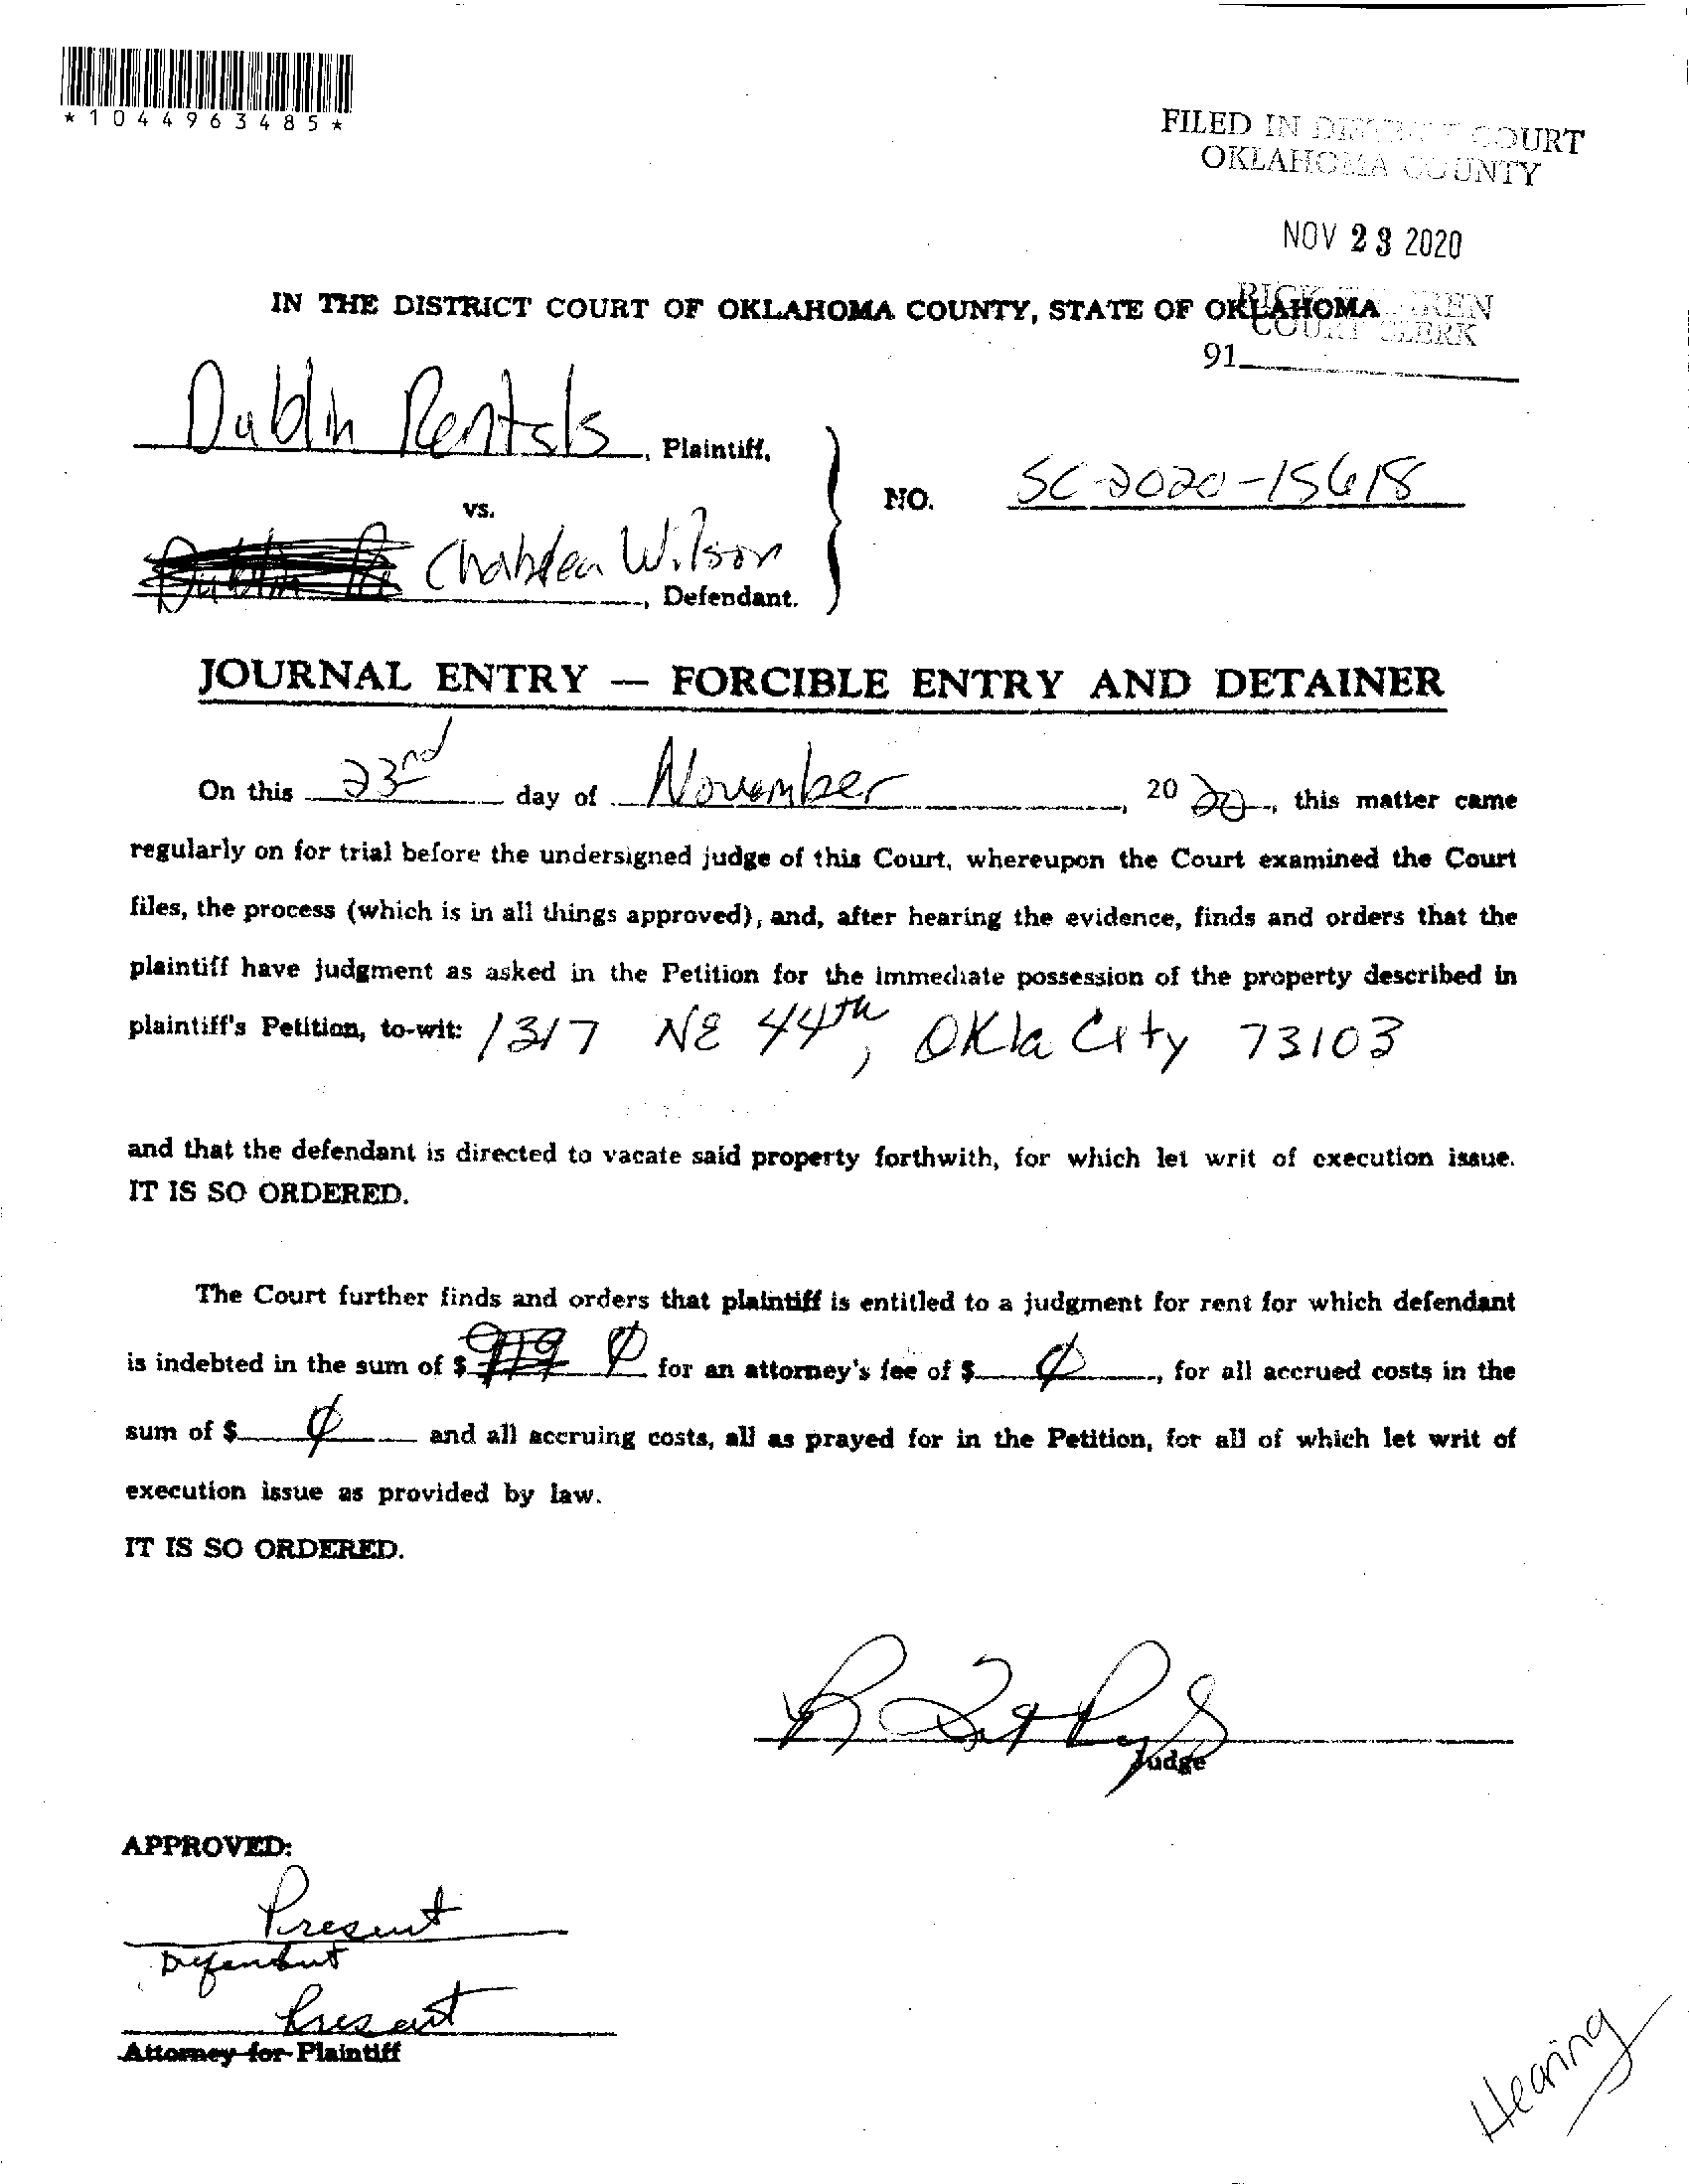 *1044963485*
FILED IN DISTRICT COURT
OKLAHOMA COUNTY
NOV 23 2020
IN THE DISTRICT COURT OF OKLAHOMA COUNTY, STATE OF OKLAHOMA
COURT CLERK
91
Dublin Rentals, Plaintiff,
vs.
NO. SC-2020-15618
Wilson
, Defendant.
JOURNAL ENTRY — FORCIBLE ENTRY AND DETAINER
On this 23rd day of November, 20 20, this matter came
regularly on for trial before the undersigned judge of this Court, whereupon the Court examined the Court
files, the process (which is in all things approved), and, after hearing the evidence, finds and orders that the
plaintiff have judgment as asked in the Petition for the immediate possession of the property described in
plaintiff's Petition, to-wit: 1317 NE 44th, Okla City 73103
and that the defendant is directed to vacate said property forthwith, for which let writ of execution issue.
IT IS SO ORDERED.
The Court further finds and orders that plaintiff is entitled to a judgment for rent for which defendant
is indebted in the sum of $ 0 for an attorney's fee of $ 0, for all accrued costs in the
sum of $ 0 and all accruing costs, all as prayed for in the Petition, for all of which let writ of
execution issue as provided by law.
IT IS SO ORDERED.
Judge
APPROVED:
Present
Defendant
Present
Attorney for Plaintiff
Hearing